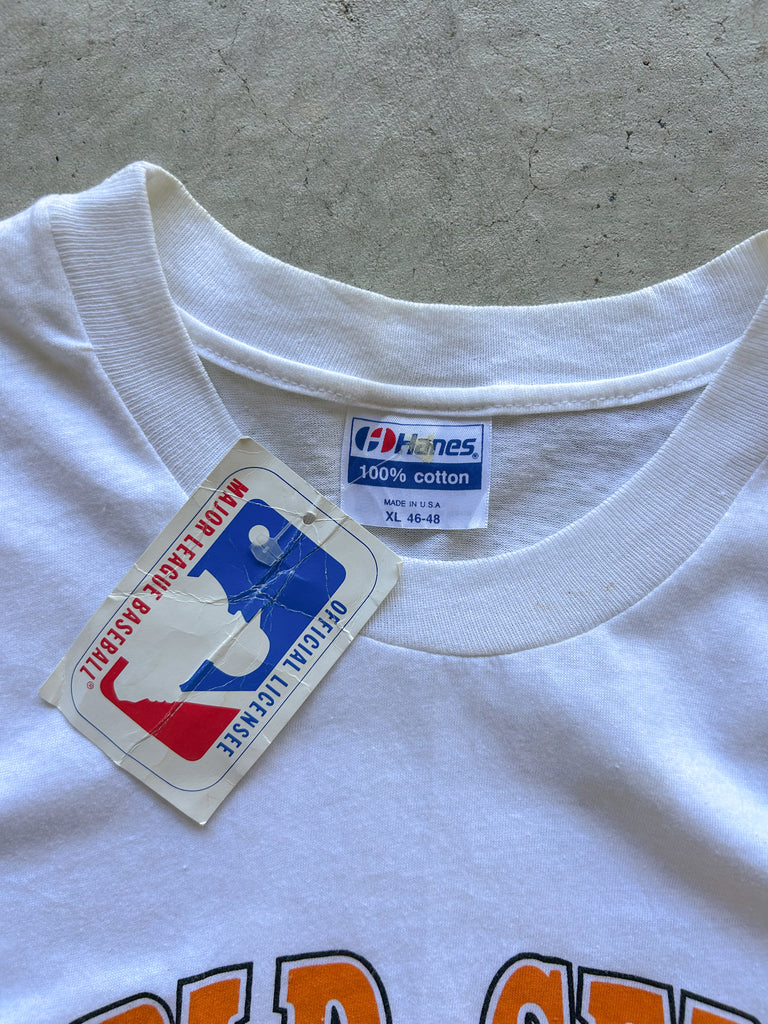 Hanes®
100% cotton
MADE IN U.S.A
XL 46-48
MAJOR LEAGUE BASEBALL®
OFFICIAL LICENSEE